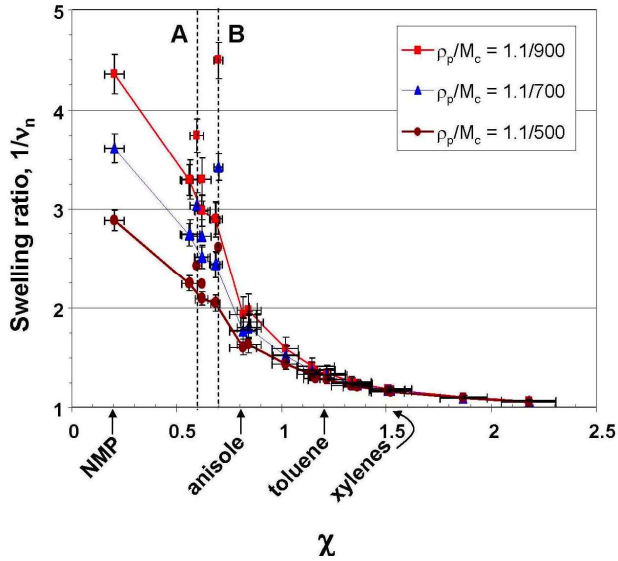 5
4
3
2
1
Swelling ratio, 1/νn
A
B
ρp/Mc = 1.1/900
ρp/Mc = 1.1/700
ρp/Mc = 1.1/500
0
0.5
1
1.5
2
2.5
NMP
anisole
toluene
xylenes
χ